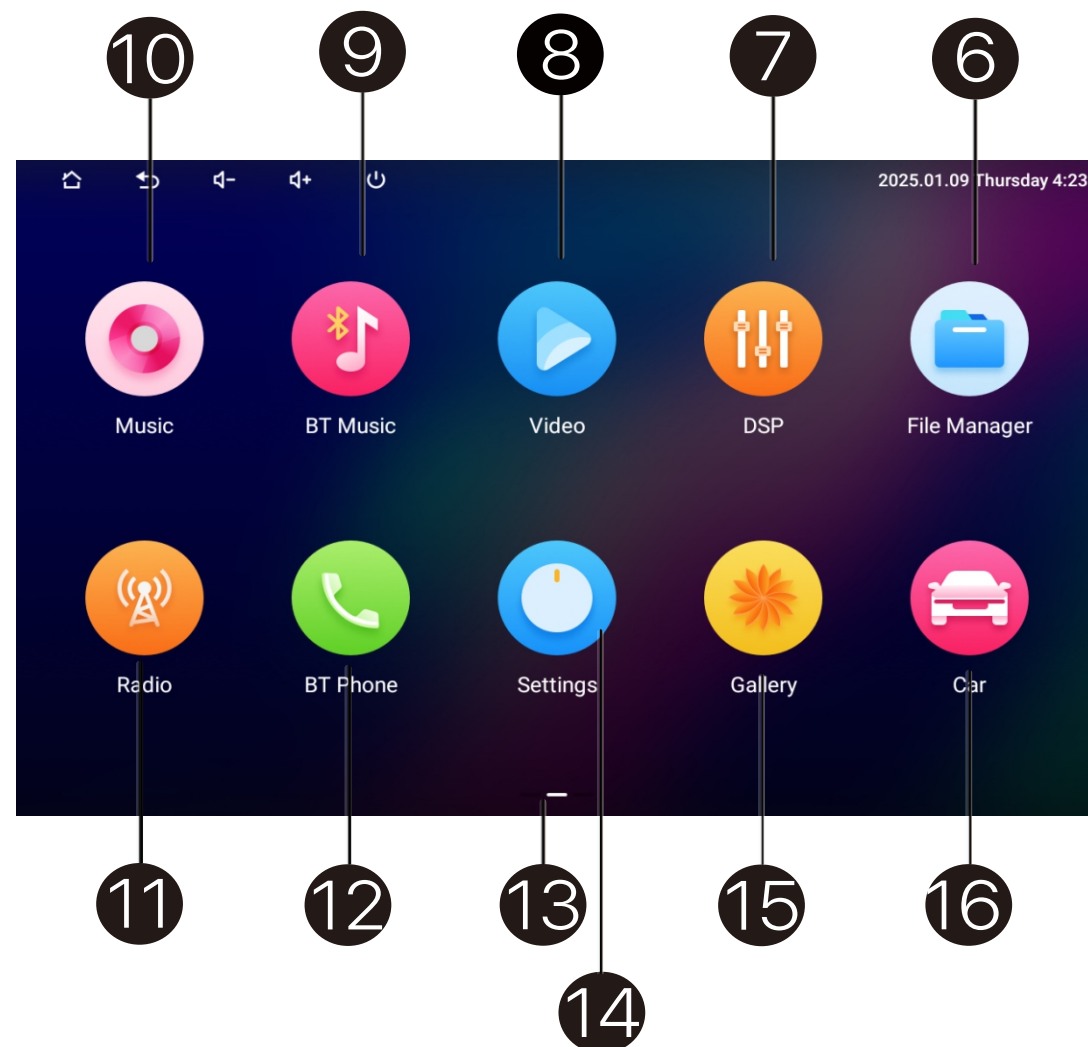 10 9 8 7 6
2025.01.09 Thursday 4:23
Music BT Music Video DSP File Manager
Radio BT Phone Settings Gallery Car
11 12 13 15 16
14